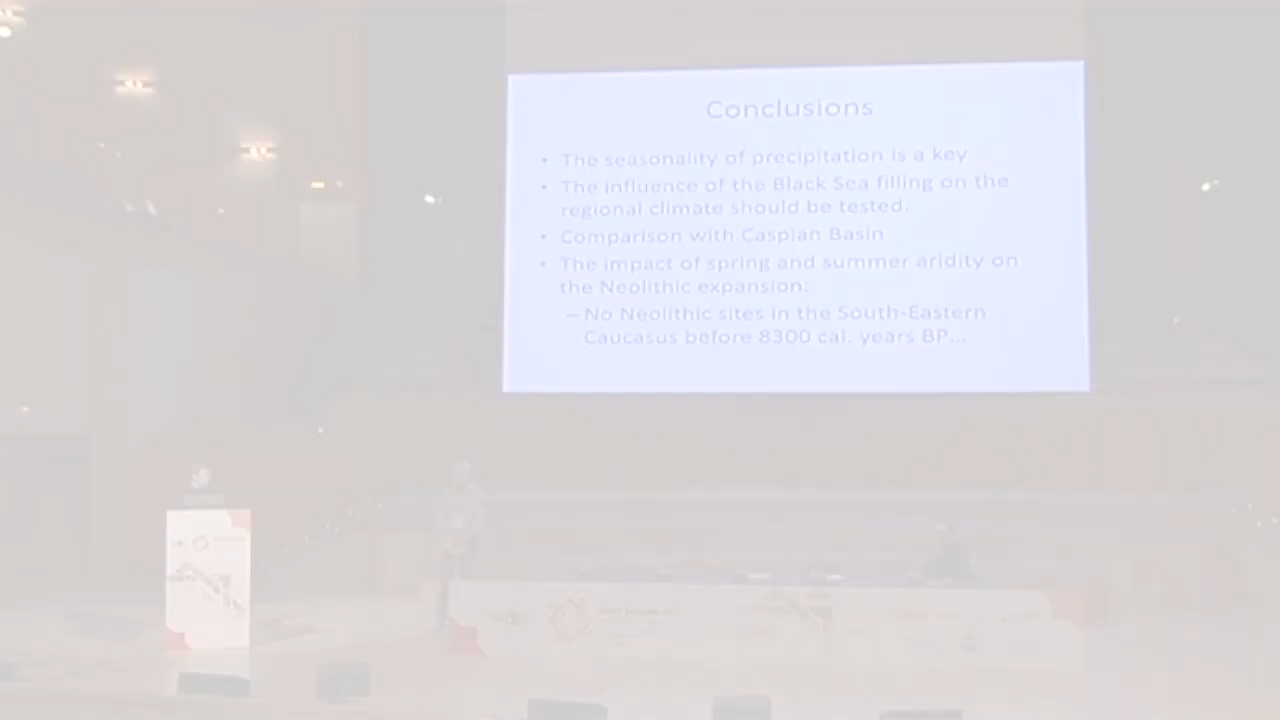 Conclusions
• The seasonality of precipitation is a key
• The influence of the Black Sea filling on the
regional climate should be tested.
• Comparison with Caspian Basin
• The impact of spring and summer aridity on
the Neolithic expansion:
– No Neolithic sites in the South-Eastern
Caucasus before 8300 cal. years BP...